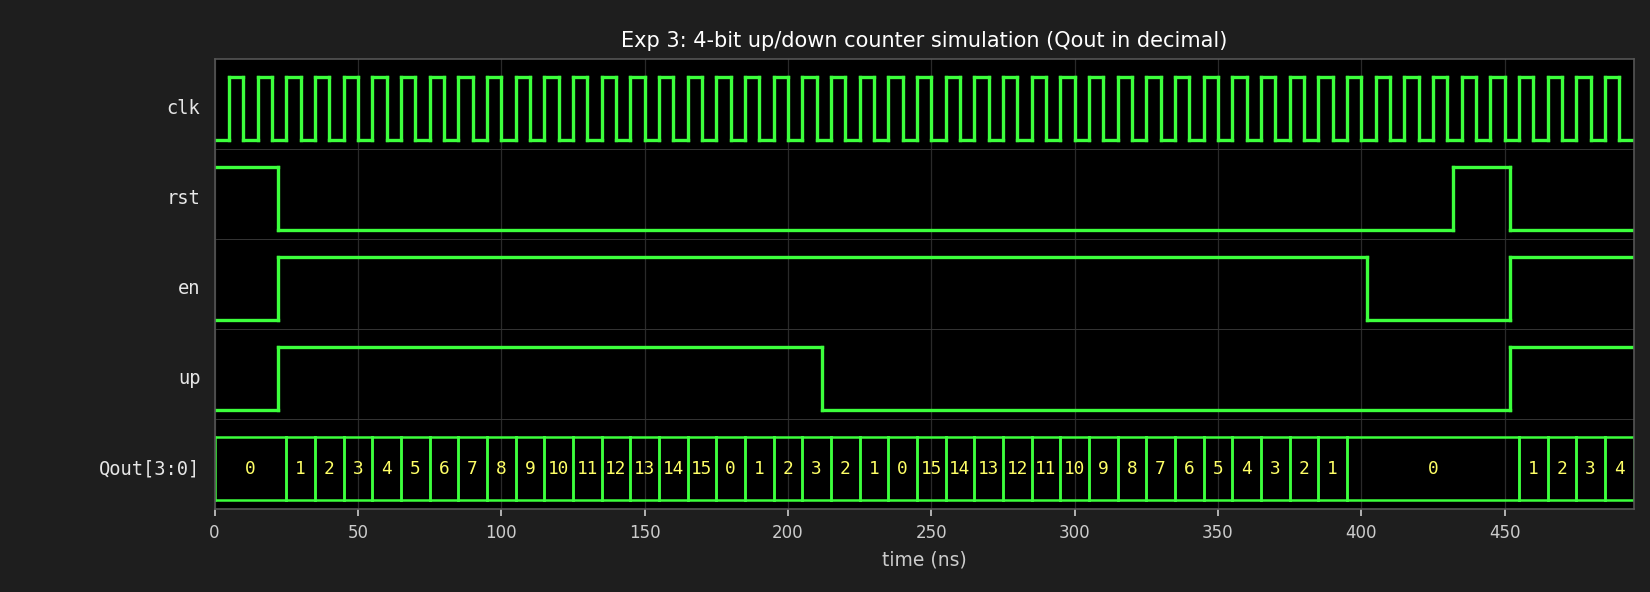 Exp 3: 4-bit up/down counter simulation (Qout in decimal)
clk
rst
en
up
Qout[3:0] 0 1 2 3 4 5 6 7 8 9 10 11 12 13 14 15 0 1 2 3 2 1 0 15 14 13 12 11 10 9 8 7 6 5 4 3 2 1 0 1 2 3 4
0 50 100 150 200 250 300 350 400 450
time (ns)